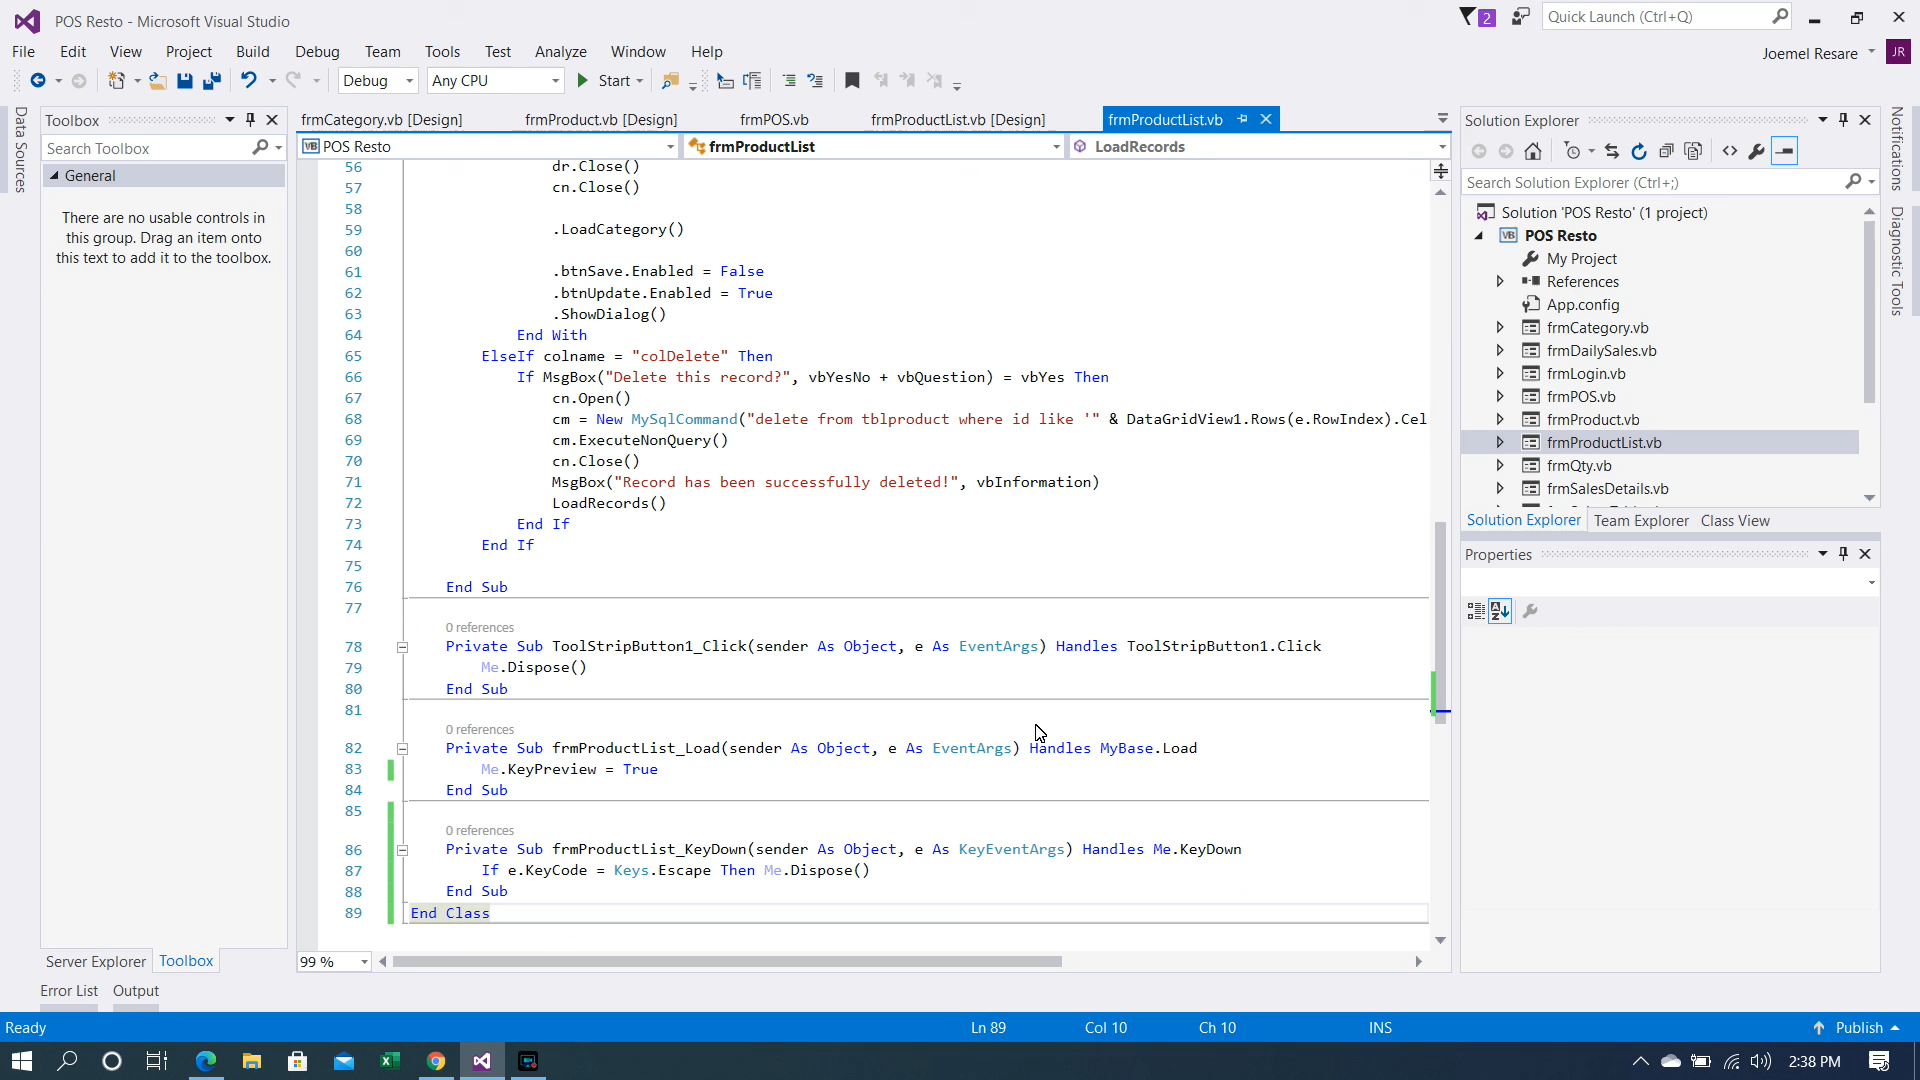 POS Resto - Microsoft Visual Studio
2
Quick Launch (Ctrl+Q)
File Edit View Project Build Debug Team Tools Test Analyze Window Help
Joemel Resare
JR
Debug
Any CPU
Start
Data Sources
Toolbox
Search Toolbox
General
There are no usable controls in
this group. Drag an item onto
this text to add it to the toolbox.
Server Explorer
Toolbox
Error List
Output
frmCategory.vb [Design]
frmProduct.vb [Design]
frmPOS.vb
frmProductList.vb [Design]
frmProductList.vb
VB POS Resto
frmProductList
LoadRecords
56 dr.Close()
57 cn.Close()
58
59 .LoadCategory()
60
61 .btnSave.Enabled = False
62 .btnUpdate.Enabled = True
63 .ShowDialog()
64 End With
65 ElseIf colname = "colDelete" Then
66 If MsgBox("Delete this record?", vbYesNo + vbQuestion) = vbYes Then
67 cn.Open()
68 cm = New MySqlCommand("delete from tblproduct where id like '" & DataGridView1.Rows(e.RowIndex).Cel
69 cm.ExecuteNonQuery()
70 cn.Close()
71 MsgBox("Record has been successfully deleted!", vbInformation)
72 LoadRecords()
73 End If
74 End If
75
76 End Sub
77
0 references
78 Private Sub ToolStripButton1_Click(sender As Object, e As EventArgs) Handles ToolStripButton1.Click
79 Me.Dispose()
80 End Sub
81
0 references
82 Private Sub frmProductList_Load(sender As Object, e As EventArgs) Handles MyBase.Load
83 Me.KeyPreview = True
84 End Sub
85
0 references
86 Private Sub frmProductList_KeyDown(sender As Object, e As KeyEventArgs) Handles Me.KeyDown
87 If e.KeyCode = Keys.Escape Then Me.Dispose()
88 End Sub
89 End Class
99 %
Solution Explorer
Search Solution Explorer (Ctrl+;)
Solution 'POS Resto' (1 project)
VB POS Resto
My Project
References
App.config
frmCategory.vb
frmDailySales.vb
frmLogin.vb
frmPOS.vb
frmProduct.vb
frmProductList.vb
frmQty.vb
frmSalesDetails.vb
Solution Explorer
Team Explorer
Class View
Properties
Notifications
Diagnostic Tools
Ready
Ln 89
Col 10
Ch 10
INS
Publish
2:38 PM